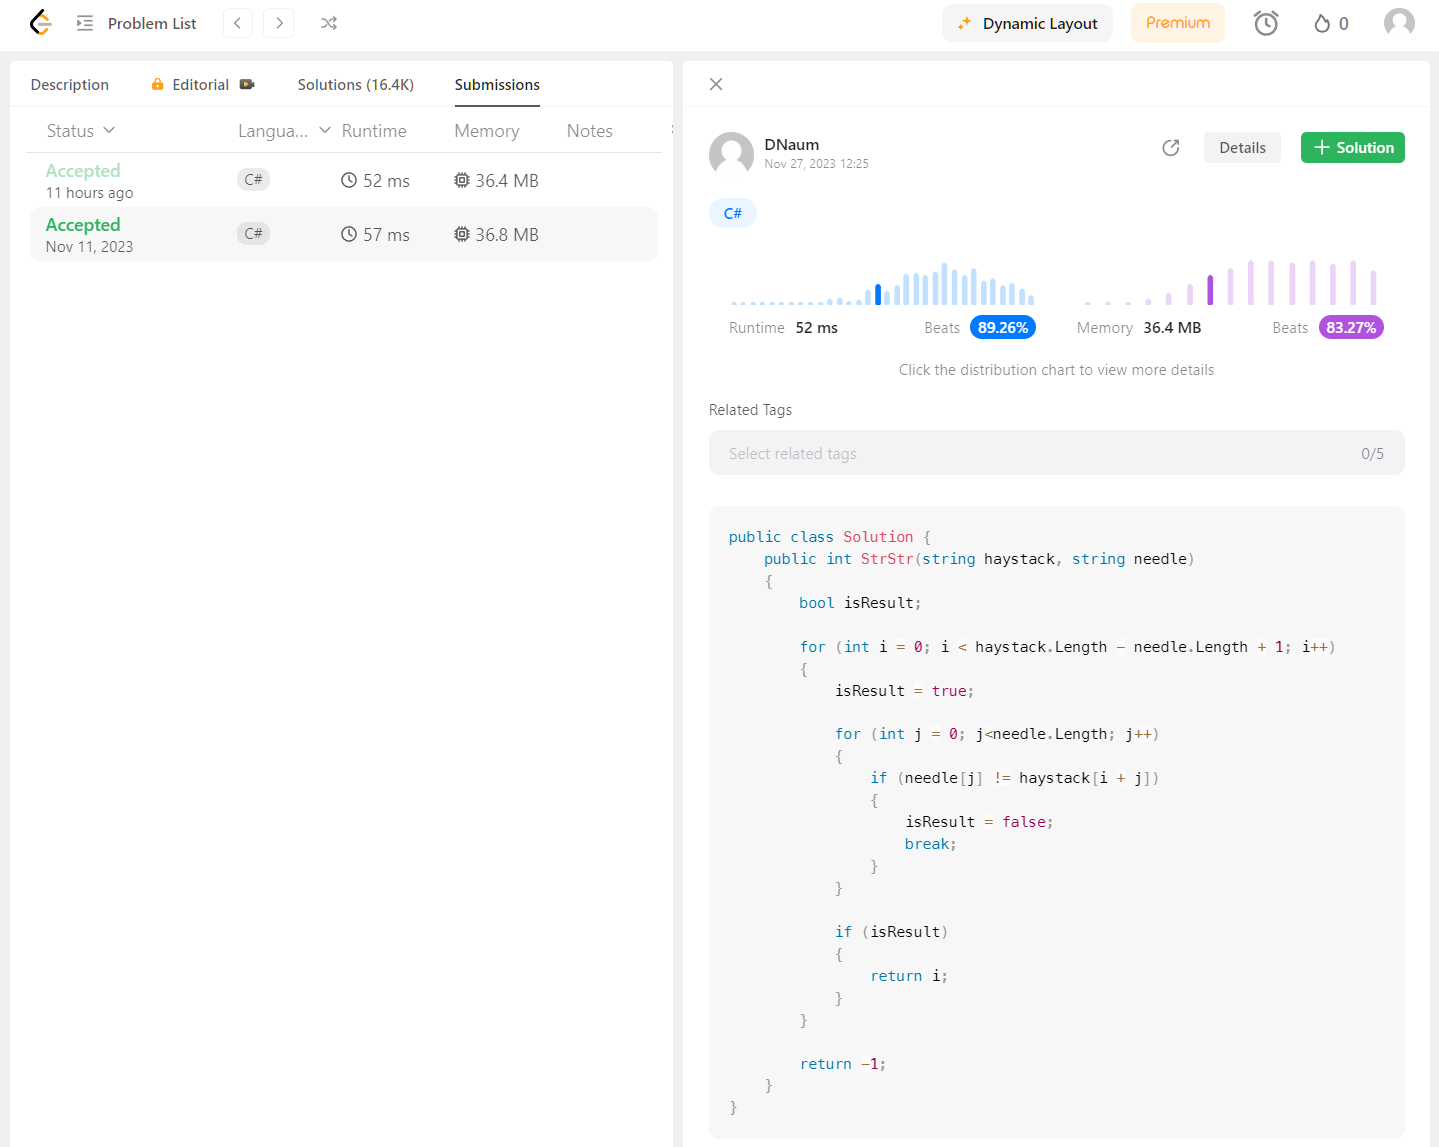 Problem List
Dynamic Layout
Premium
0
Description
Editorial
Solutions (16.4K)
Submissions
Status
Langua...
Runtime
Memory
Notes
Accepted
11 hours ago
C#
52 ms
36.4 MB
Accepted
Nov 11, 2023
C#
57 ms
36.8 MB
DNaum
Nov 27, 2023 12:25
Details
+ Solution
C#
Runtime 52 ms
Beats 89.26%
Memory 36.4 MB
Beats 83.27%
Click the distribution chart to view more details
Related Tags
Select related tags
0/5
public class Solution {
    public int StrStr(string haystack, string needle)
    {
        bool isResult;
        for (int i = 0; i < haystack.Length - needle.Length + 1; i++)
        {
            isResult = true;
            for (int j = 0; j<needle.Length; j++)
            {
                if (needle[j] != haystack[i + j])
                {
                    isResult = false;
                    break;
                }
            }
            if (isResult)
            {
                return i;
            }
        }
        return -1;
    }
}